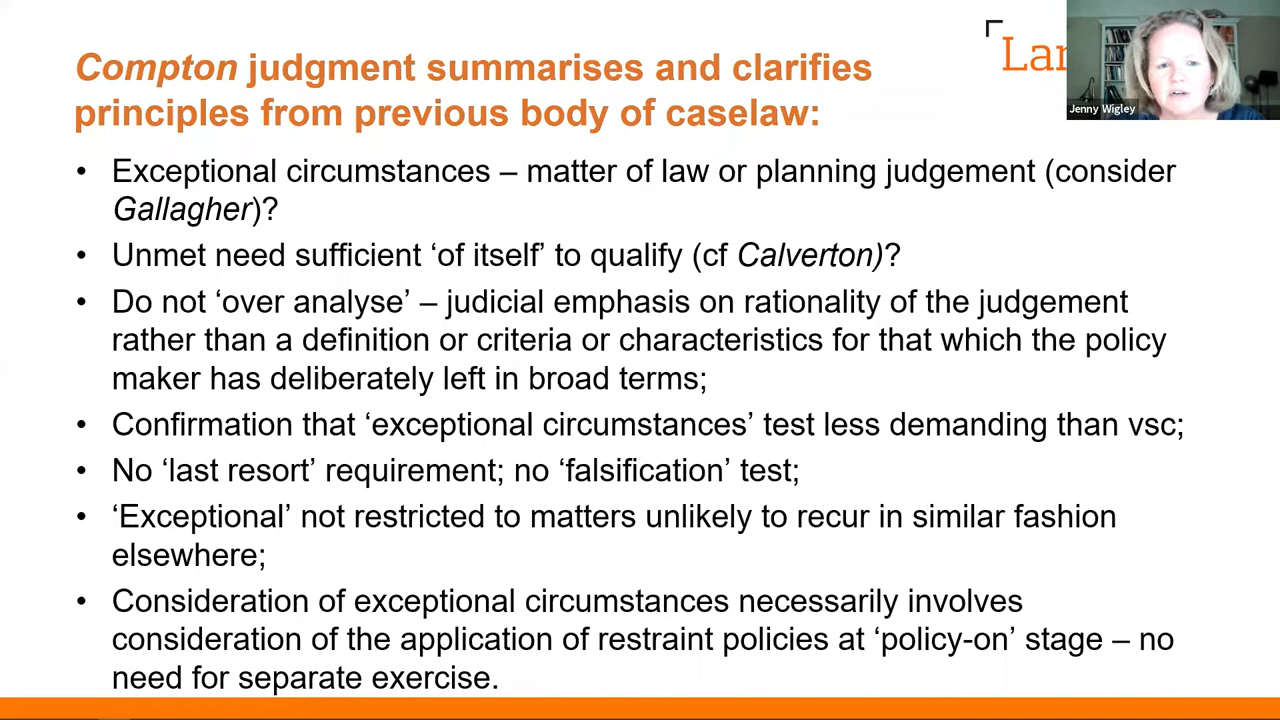 Compton judgment summarises and clarifies
principles from previous body of caselaw:
Lan
Jenny Wigley
• Exceptional circumstances – matter of law or planning judgement (consider
Gallagher)?
• Unmet need sufficient ‘of itself’ to qualify (cf Calverton)?
• Do not ‘over analyse’ – judicial emphasis on rationality of the judgement
rather than a definition or criteria or characteristics for that which the policy
maker has deliberately left in broad terms;
• Confirmation that ‘exceptional circumstances’ test less demanding than vsc;
• No ‘last resort’ requirement; no ‘falsification’ test;
• ‘Exceptional’ not restricted to matters unlikely to recur in similar fashion
elsewhere;
• Consideration of exceptional circumstances necessarily involves
consideration of the application of restraint policies at ‘policy-on’ stage – no
need for separate exercise.